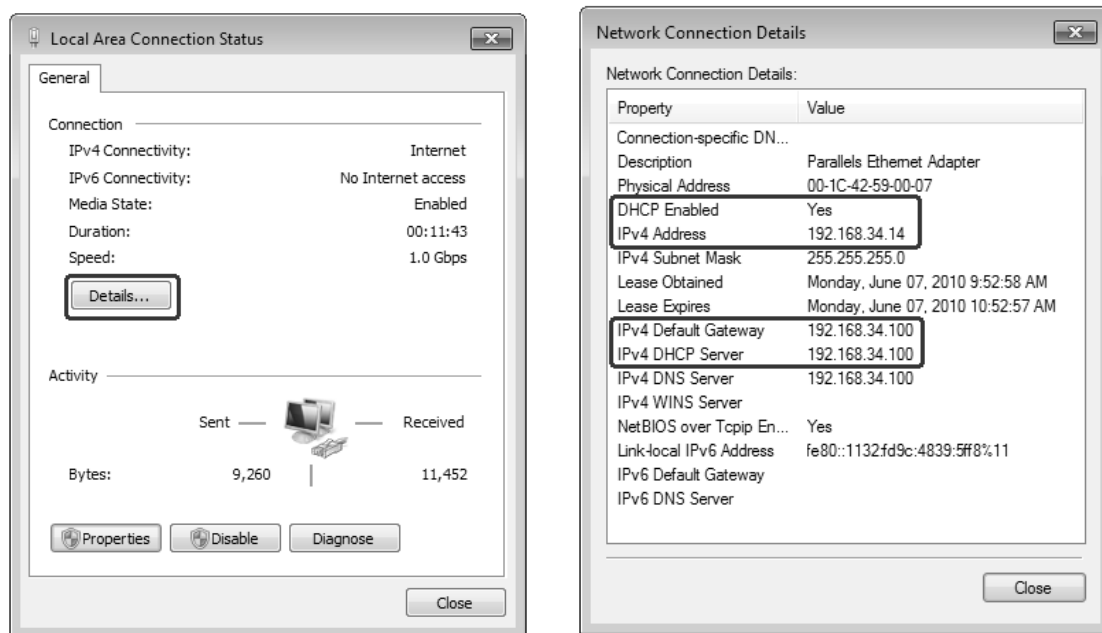 Local Area Connection Status
General
Connection
IPv4 Connectivity: Internet
IPv6 Connectivity: No Internet access
Media State: Enabled
Duration: 00:11:43
Speed: 1.0 Gbps
Details...
Activity
Sent Received
Bytes: 9,260 11,452
Properties Disable Diagnose
Close
Network Connection Details
Network Connection Details:
Property Value
Connection-specific DN...
Description Parallels Ethernet Adapter
Physical Address 00-1C-42-59-00-07
DHCP Enabled Yes
IPv4 Address 192.168.34.14
IPv4 Subnet Mask 255.255.255.0
Lease Obtained Monday, June 07, 2010 9:52:58 AM
Lease Expires Monday, June 07, 2010 10:52:57 AM
IPv4 Default Gateway 192.168.34.100
IPv4 DHCP Server 192.168.34.100
IPv4 DNS Server 192.168.34.100
IPv4 WINS Server
NetBIOS over Tcpip En... Yes
Link-local IPv6 Address fe80::1132:fd9c:4839:5ff8%11
IPv6 Default Gateway
IPv6 DNS Server
Close